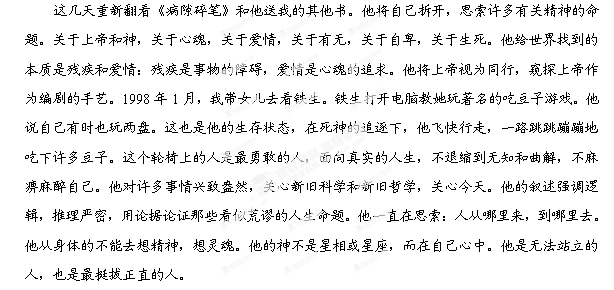 这几天重新翻看《病隙碎笔》和他送我的其他书。他将自己拆开，思索许多有关精神的命
题。关于上帝和神，关于心魂，关于爱情，关于有无，关于自卑，关于生死。他给世界找到的
本质是残疾和爱情：残疾是事物的障碍，爱情是心魂的追求。他将上帝视为同行，窥探上帝作
为编剧的手艺。1998 年 1 月，我带女儿去看铁生。铁生打开电脑教她玩著名的吃豆子游戏。他
说自己有时也玩两盘。这也是他的生存状态，在死神的追逐下，他飞快行走，一路跳跳蹦蹦地
吃下许多豆子。这个轮椅上的人是最勇敢的人，面向真实的人生，不退缩到无知和曲解，不麻
痹麻醉自己。他对许多事情兴致盎然，关心新旧科学和新旧哲学，关心今天。他的叙述强调逻
辑，推理严密，用论据论证那些看似荒谬的人生命题。他一直在思索：人从哪里来，到哪里去。
他从身体的不能去想精神，想灵魂。他的神不是星相或星座，而在自己心中。他是无法站立的
人，也是最挺拔正直的人。